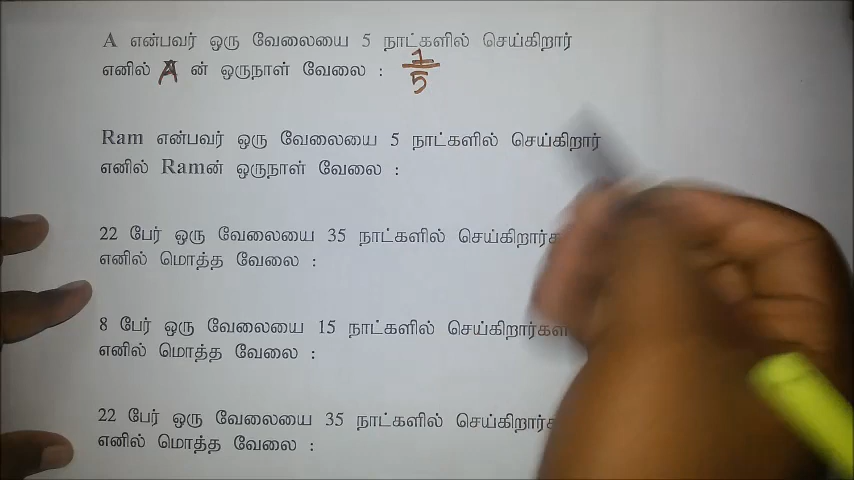 A என்பவர் ஒரு வேலையை 5 நாட்களில் செய்கிறார்
எனில் A ன் ஒருநாள் வேலை : 1/5
Ram என்பவர் ஒரு வேலையை 5 நாட்களில் செய்கிறார்
எனில் Ramன் ஒருநாள் வேலை :
22 பேர் ஒரு வேலையை 35 நாட்களில்
எனில் மொத்த வேலை :
8 பேர் ஒரு வேலையை 15 நாட்களில் செய்கிறார்கள்
எனில் மொத்த வேலை :
22 பேர் ஒரு வேலையை 35 நாட்களில்
எனில் மொத்த வேலை :